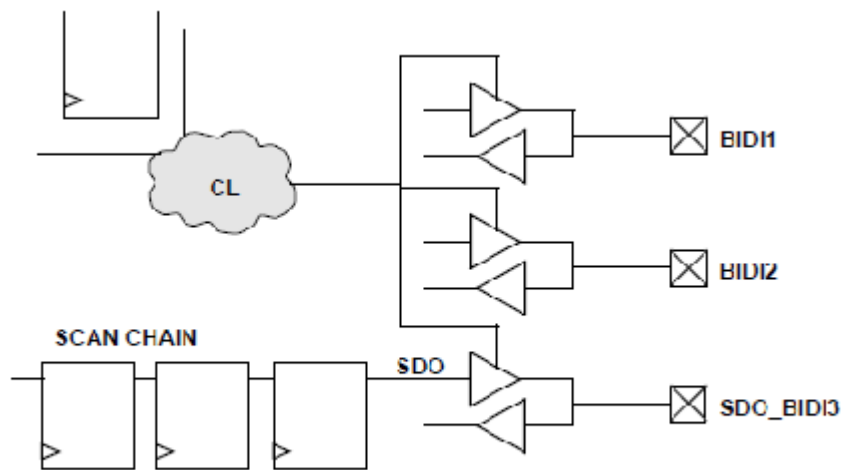 BIDI1
CL
BIDI2
SCAN CHAIN
SDO
SDO_BIDI3